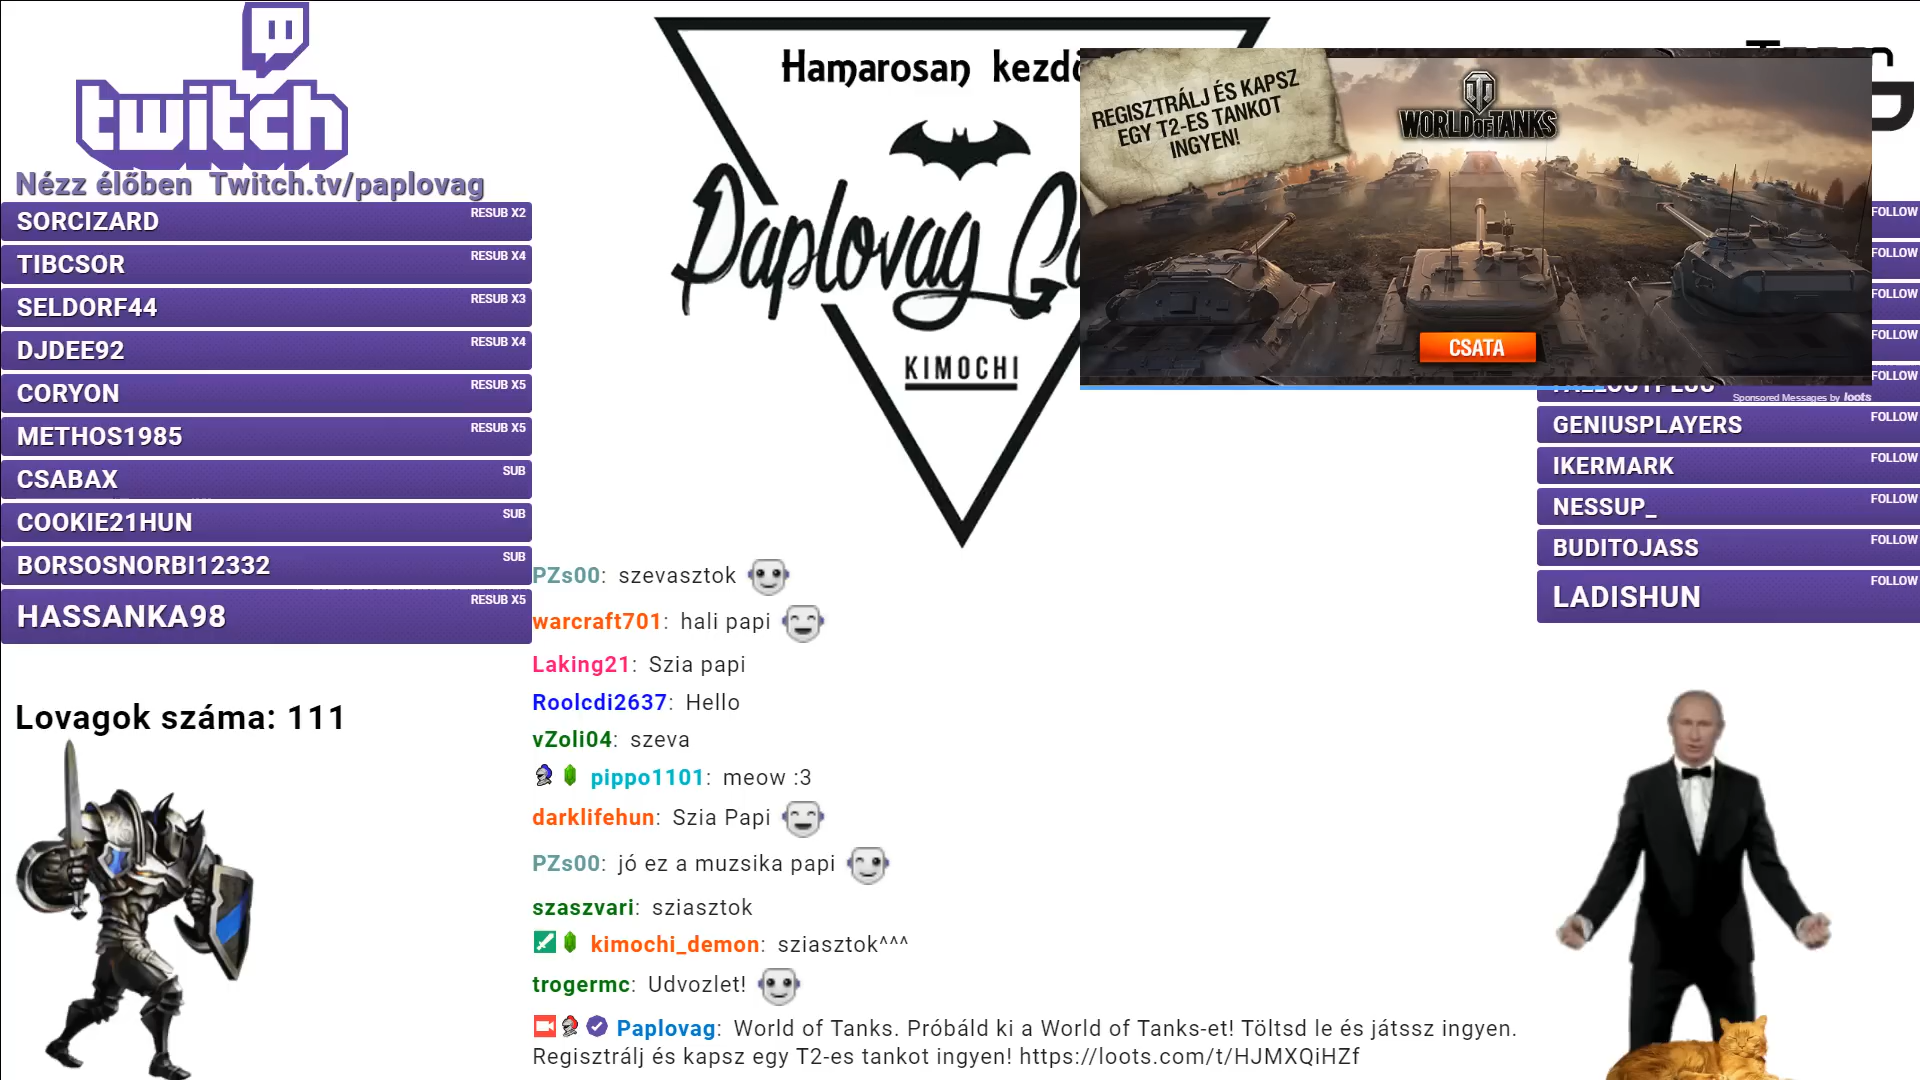 twitch
Nézz élőben Twitch.tv/paplovag
SORCIZARD RESUB X2
TIBCSOR RESUB X4
SELDORF44 RESUB X3
DJDEE92 RESUB X4
CORYON RESUB X5
METHOS1985 RESUB X5
CSABAX SUB
COOKIE21HUN SUB
BORSOSNORBI12332 SUB
HASSANKA98 RESUB X5
Lovagok száma: 111
Hamarosan
Paplovag
KIMOCHI
REGISZTRÁLJ ÉS KAPSZ
EGY T2-ES TANKOT
INGYEN!
WORLD OF TANKS
CSATA
Sponsored Messages by loots
FOLLOW
FOLLOW
FOLLOW
FOLLOW
FOLLOW
GENIUSPLAYERS FOLLOW
IKERMARK FOLLOW
NESSUP_ FOLLOW
BUDITOJASS FOLLOW
LADISHUN FOLLOW
PZs00: szevasztok
warcraft701: hali papi
Laking21: Szia papi
Roolcdi2637: Hello
vZoli04: szeva
pippo1101: meow :3
darklifehun: Szia Papi
PZs00: jó ez a muzsika papi
szaszvari: sziasztok
kimochi_demon: sziasztok^^^
trogermc: Udvozlet!
Paplovag: World of Tanks. Próbáld ki a World of Tanks-et! Töltsd le és játssz ingyen.
Regisztrálj és kapsz egy T2-es tankot ingyen! https://loots.com/t/HJMXQiHZf